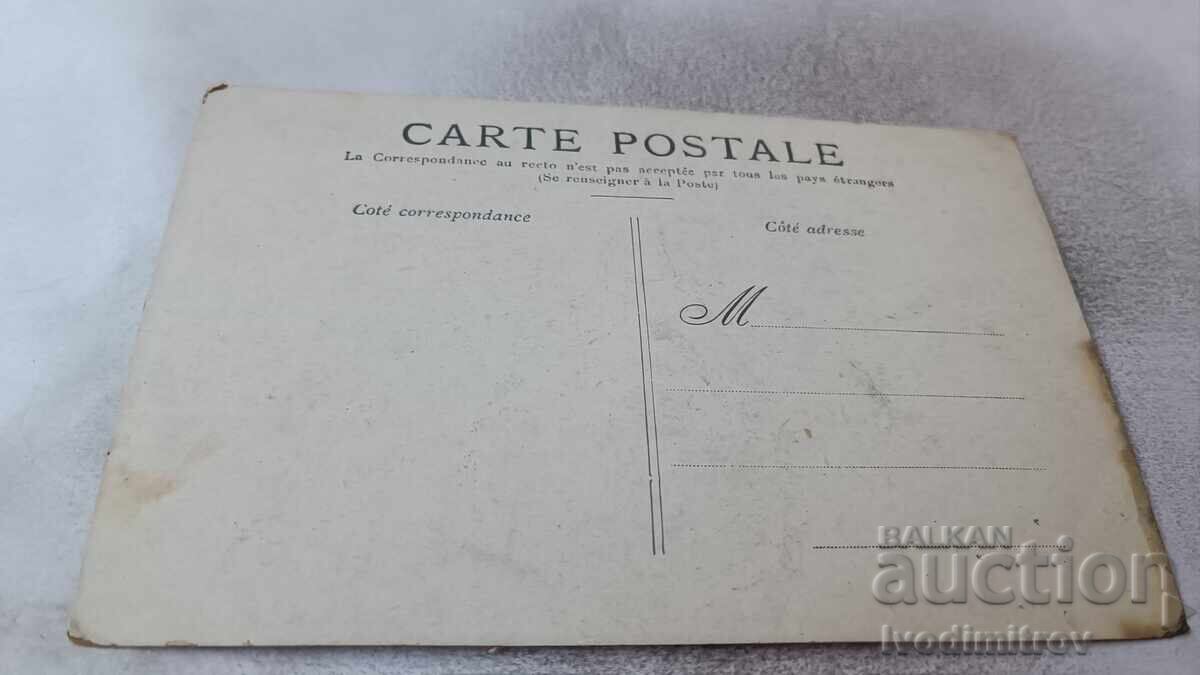 CARTE POSTALE
La Correspondance au recto n'est pas acceptée par tous les pays étrangers
(Se renseigner à la Poste)
Coté correspondance
Côté adresse
M
BALKAN
auction
Ivodimitrov